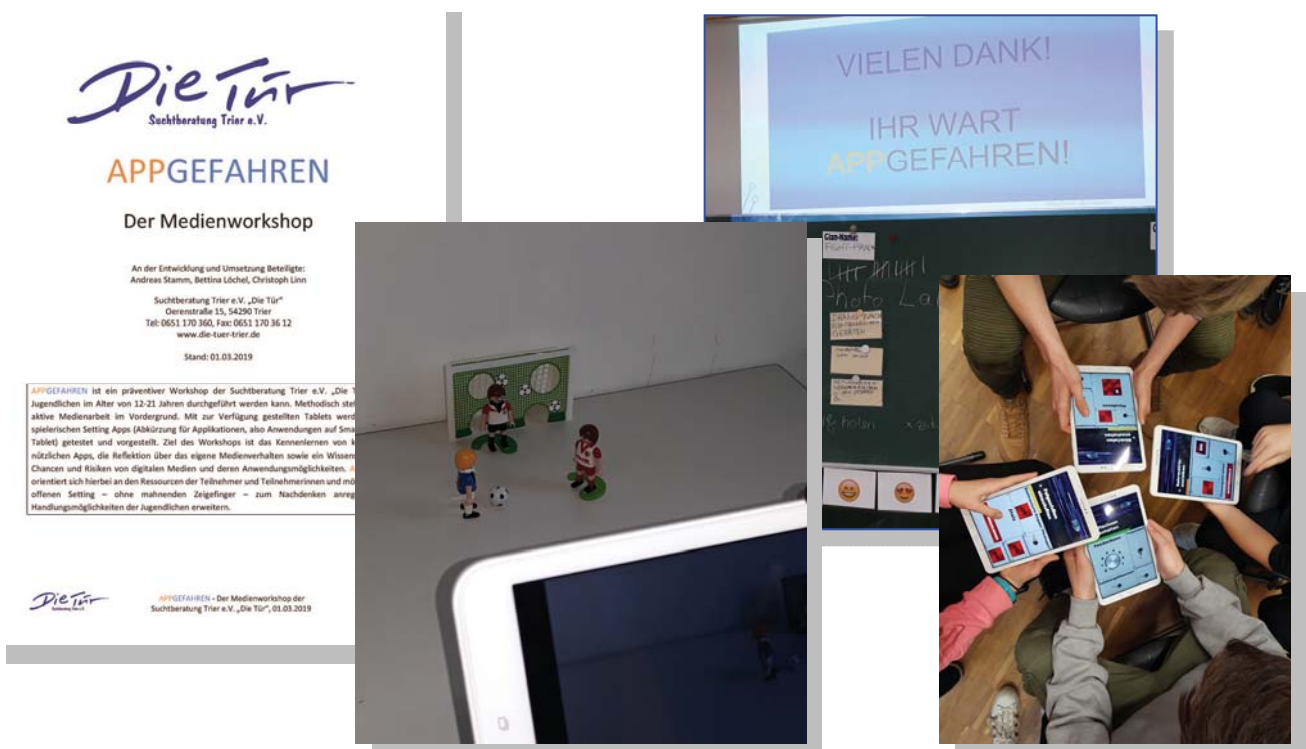 Die Tür
Suchtberatung Trier e.V.
APPGEFAHREN
Der Medienworkshop
An der Entwicklung und Umsetzung Beteiligte:
Andreas Stamm, Bettina Löchel, Christoph Linn
Suchtberatung Trier e.V. „Die Tür"
Oerenstraße 15, 54290 Trier
Tel: 0651 170 360, Fax: 0651 170 36 12
www.die-tuer-trier.de
Stand: 01.03.2019
APPGEFAHREN ist ein präventiver Workshop der Suchtberatung Trier e.V. „Die T
Jugendlichen im Alter von 12-21 Jahren durchgeführt werden kann. Methodisch steh
aktive Medienarbeit im Vordergrund. Mit zur Verfügung gestellten Tablets werd
spielerischen Setting Apps (Abkürzung für Applikationen, also Anwendungen auf Sma
Tablet) getestet und vorgestellt. Ziel des Workshops ist das Kennenlernen von k
nützlichen Apps, die Reflektion über das eigene Medienverhalten sowie ein Wissens
Chancen und Risiken von digitalen Medien und deren Anwendungsmöglichkeiten. A
orientiert sich hierbei an den Ressourcen der Teilnehmer und Teilnehmerinnen und mö
offenen Setting – ohne mahnenden Zeigefinger – zum Nachdenken anreg
Handlungsmöglichkeiten der Jugendlichen erweitern.
Die Tür
APPGEFAHREN - Der Medienworkshop der
Suchtberatung Trier e.V. „Die Tür", 01.03.2019
VIELEN DANK!
IHR WART
APPGEFAHREN!
Clan-Name:
Photo La
holen